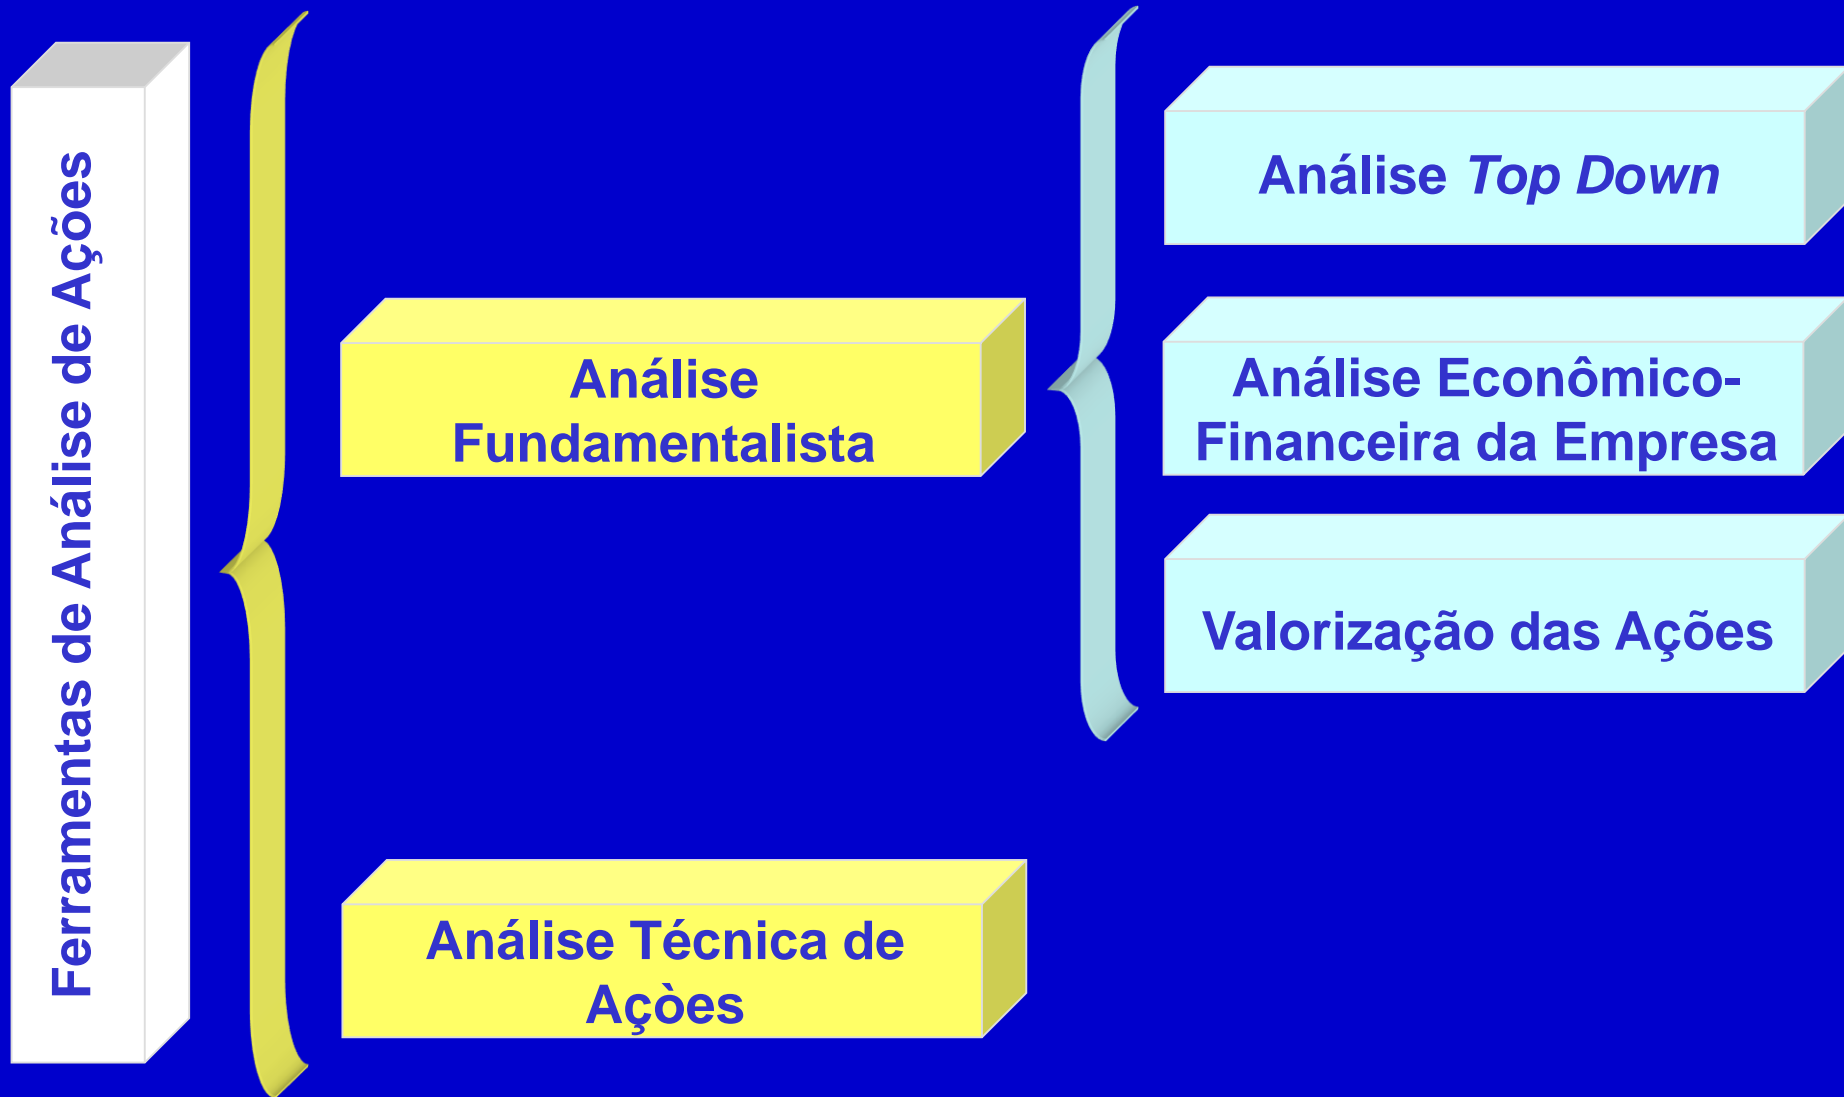 Ferramentas de Análise de Ações
Análise
Fundamentalista
Análise Técnica de
Açòes
Análise Top Down
Análise Econômico-
Financeira da Empresa
Valorização das Ações